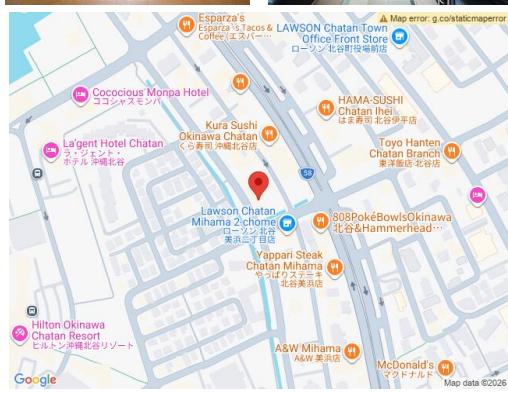 Map error: g.co/staticmaperror
Esparza's
Esparza's Tacos &
Coffee (エスパー…
LAWSON Chatan Town
Office Front Store
ローソン 北谷町役場前店
Cococious Monpa Hotel
ココシャスモンパ
HAMA-SUSHI
Chatan Ihei
はま寿司 北谷伊平店
Kura Sushi
Okinawa Chatan
くら寿司 沖縄北谷店
La'gent Hotel Chatan
ラ・ジェント・
ホテル 沖縄北谷
Toyo Hanten
Chatan Branch
東洋飯店 北谷店
58
Lawson Chatan
Mihama 2-chome
ローソン 北谷
美浜二丁目店
808PokéBowlsOkinawa
北谷&Hammerhead…
Yappari Steak
Chatan Mihama
やっぱりステーキ
北谷美浜店
Hilton Okinawa
Chatan Resort
ヒルトン沖縄北谷リゾート
A&W Mihama
A&W 美浜店
McDonald's
マクドナルド
Google
Map data ©2026